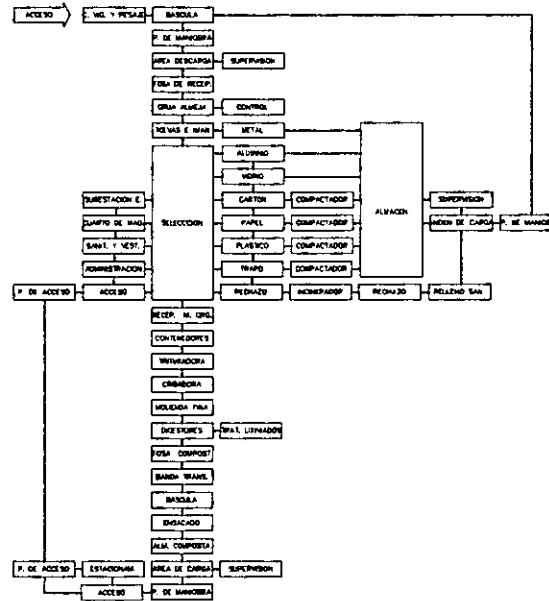 ACCESO
C. VIG. Y PESAJE
BASCULA
P. DE MANIOBRA
AREA DESCARGA
SUPERVISION
FOSA DE RECEP.
GRUA ALMEJA
CONTROL
TOLVAS E IMAN
METAL
ALUMINIO
VIDRIO
SUBESTACION E.
CARTON
COMPACTADOR
SUPERVISION
SELECCION
ALMACEN
CUARTO DE MAQ.
PAPEL
COMPACTADOR
ANDEN DE CARGA
P. DE MANIOB
SANIT. Y VEST.
PLASTICO
COMPACTADOR
ADMINISTRACION
TRAPO
COMPACTADOR
P. DE ACCESO
ACCESO
RECHAZO
INCINERADOR
RECHAZO
RELLENO SAN.
RECEP. M. ORG.
CONTENEDORES
TRITURADORA
CRIBADORA
MOLIENDA FINA
DIGESTORES
TRAT. LIXIVIADOS
FOSA COMPOST
BANDA TRANS.
BASCULA
ENSACADO
ALM. COMPOSTA
P. DE ACCESO
ESTACIONAM.
AREA DE CARGA
SUPERVISION
ACCESO
P. DE MANIOBRA